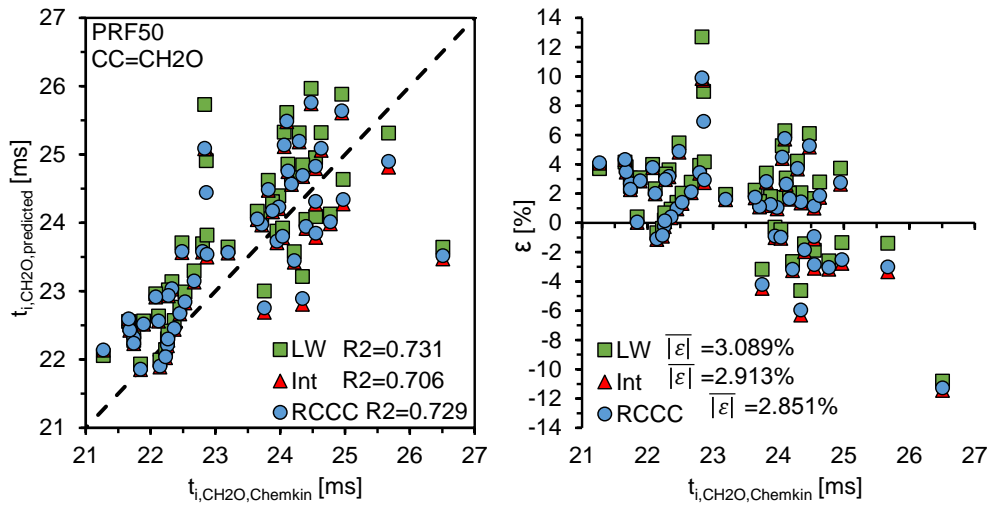 PRF50
CC=CH2O
27
26
25
24
23
22
21
t_i,CH2O,predicted [ms]
LW R2=0.731
Int R2=0.706
RCCC R2=0.729
21 22 23 24 25 26 27
t_i,CH2O,Chemkin [ms]
14
12
10
8
6
4
2
0
-2
-4
-6
-8
-10
-12
-14
ε [%]
LW |ε| =3.089%
Int |ε| =2.913%
RCCC |ε| =2.851%
21 22 23 24 25 26 27
t_i,CH2O,Chemkin [ms]